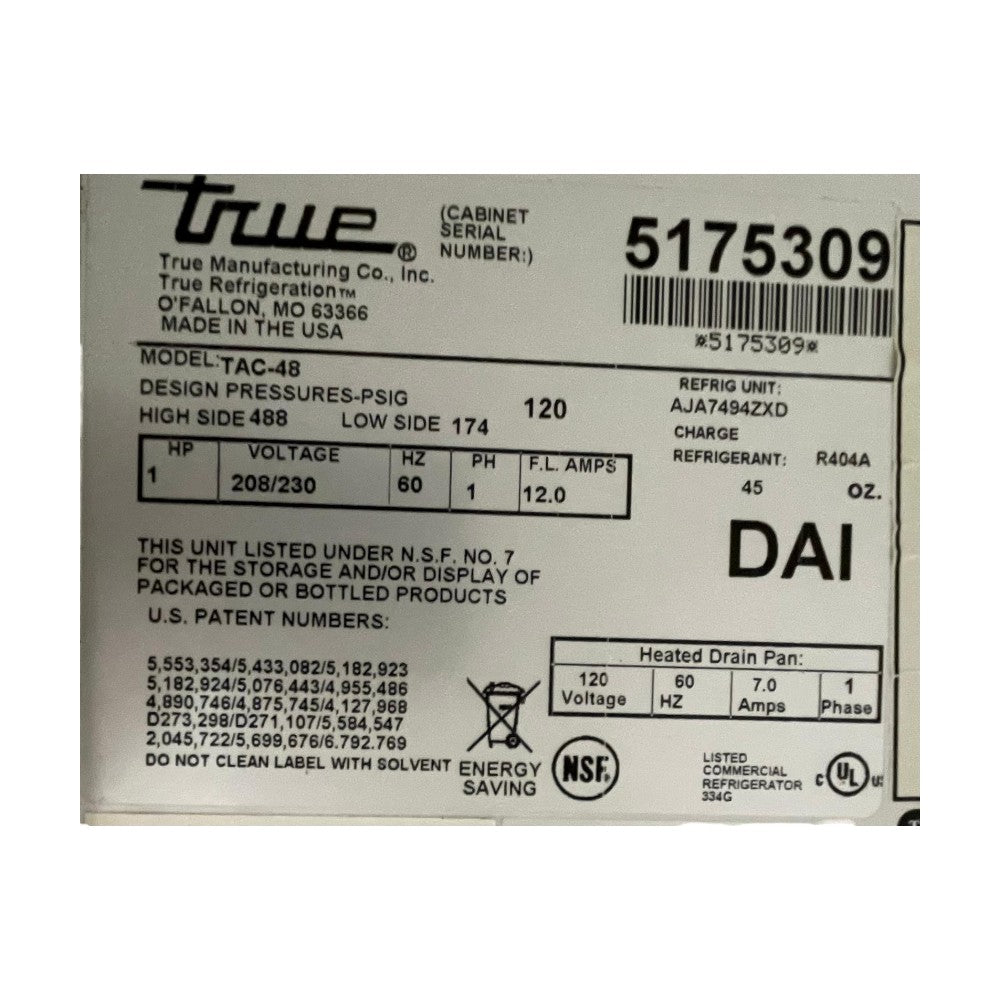 true®
(CABINET
SERIAL
NUMBER:)
5175309
*5175309*
True Manufacturing Co., Inc.
True Refrigeration™
O'FALLON, MO 63366
MADE IN THE USA
MODEL: TAC-48
DESIGN PRESSURES-PSIG
HIGH SIDE 488 LOW SIDE 174 120
REFRIG UNIT:
AJA7494ZXD
CHARGE
REFRIGERANT: R404A
45 OZ.
HP VOLTAGE HZ PH F.L. AMPS
1 208/230 60 1 12.0
DAI
THIS UNIT LISTED UNDER N.S.F. NO. 7
FOR THE STORAGE AND/OR DISPLAY OF
PACKAGED OR BOTTLED PRODUCTS
U.S. PATENT NUMBERS:
5,553,354/5,433,082/5,182,923
5,182,924/5,076,443/4,955,486
4,890,746/4,875,745/4,127,968
D273,298/D271,107/5,584,547
2,045,722/5,699,676/6.792.769
DO NOT CLEAN LABEL WITH SOLVENT
ENERGY
SAVING
NSF®
Heated Drain Pan:
120 60 7.0 1
Voltage HZ Amps Phase
LISTED
COMMERCIAL
REFRIGERATOR
334G
c UL us